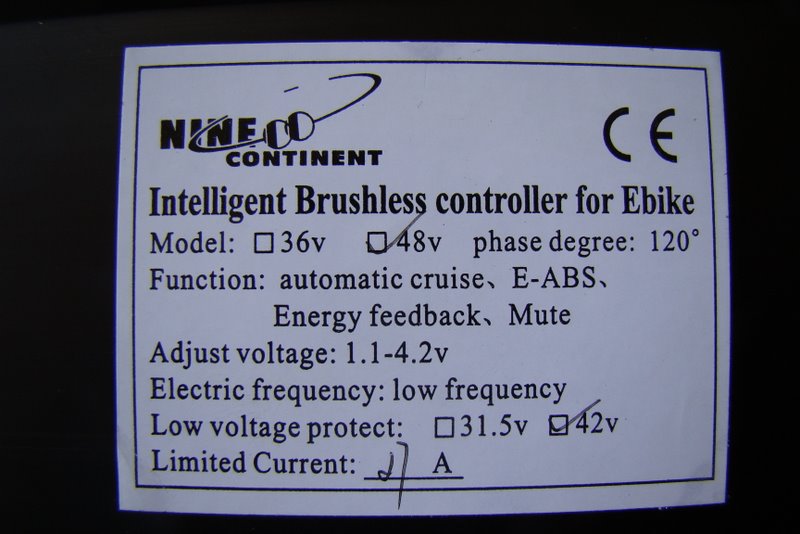 NINE
CONTINENT
CE
Intelligent Brushless controller for Ebike
Model: ☐36v ☑48v phase degree: 120°
Function: automatic cruise、E-ABS、
Energy feedback、Mute
Adjust voltage: 1.1-4.2v
Electric frequency: low frequency
Low voltage protect: ☐31.5v ☑42v
Limited Current: 27 A